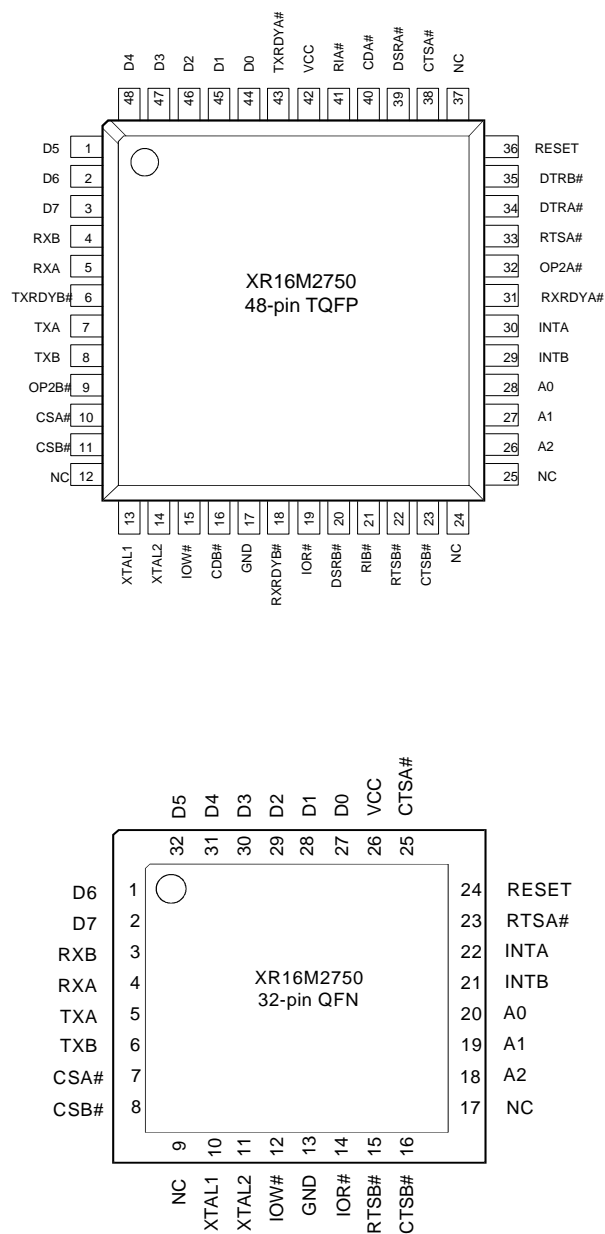 D4 D3 D2 D1 D0 TXRDYA# VCC RIA# CDA# DSRA# CTSA# NC
48 47 46 45 44 43 42 41 40 39 38 37
D5 1 36 RESET
D6 2 35 DTRB#
D7 3 34 DTRA#
RXB 4 33 RTSA#
RXA 5 32 OP2A#
TXRDYB# 6 31 RXRDYA#
TXA 7 30 INTA
TXB 8 29 INTB
OP2B# 9 28 A0
CSA# 10 27 A1
CSB# 11 26 A2
NC 12 25 NC
XR16M2750
48-pin TQFP
13 14 15 16 17 18 19 20 21 22 23 24
XTAL1 XTAL2 IOW# CDB# GND RXRDYB# IOR# DSRB# RIB# RTSB# CTSB# NC
D5 D4 D3 D2 D1 D0 VCC CTSA#
32 31 30 29 28 27 26 25
D6 1 24 RESET
D7 2 23 RTSA#
RXB 3 22 INTA
RXA 4 21 INTB
TXA 5 20 A0
TXB 6 19 A1
CSA# 7 18 A2
CSB# 8 17 NC
XR16M2750
32-pin QFN
9 10 11 12 13 14 15 16
NC XTAL1 XTAL2 IOW# GND IOR# RTSB# CTSB#